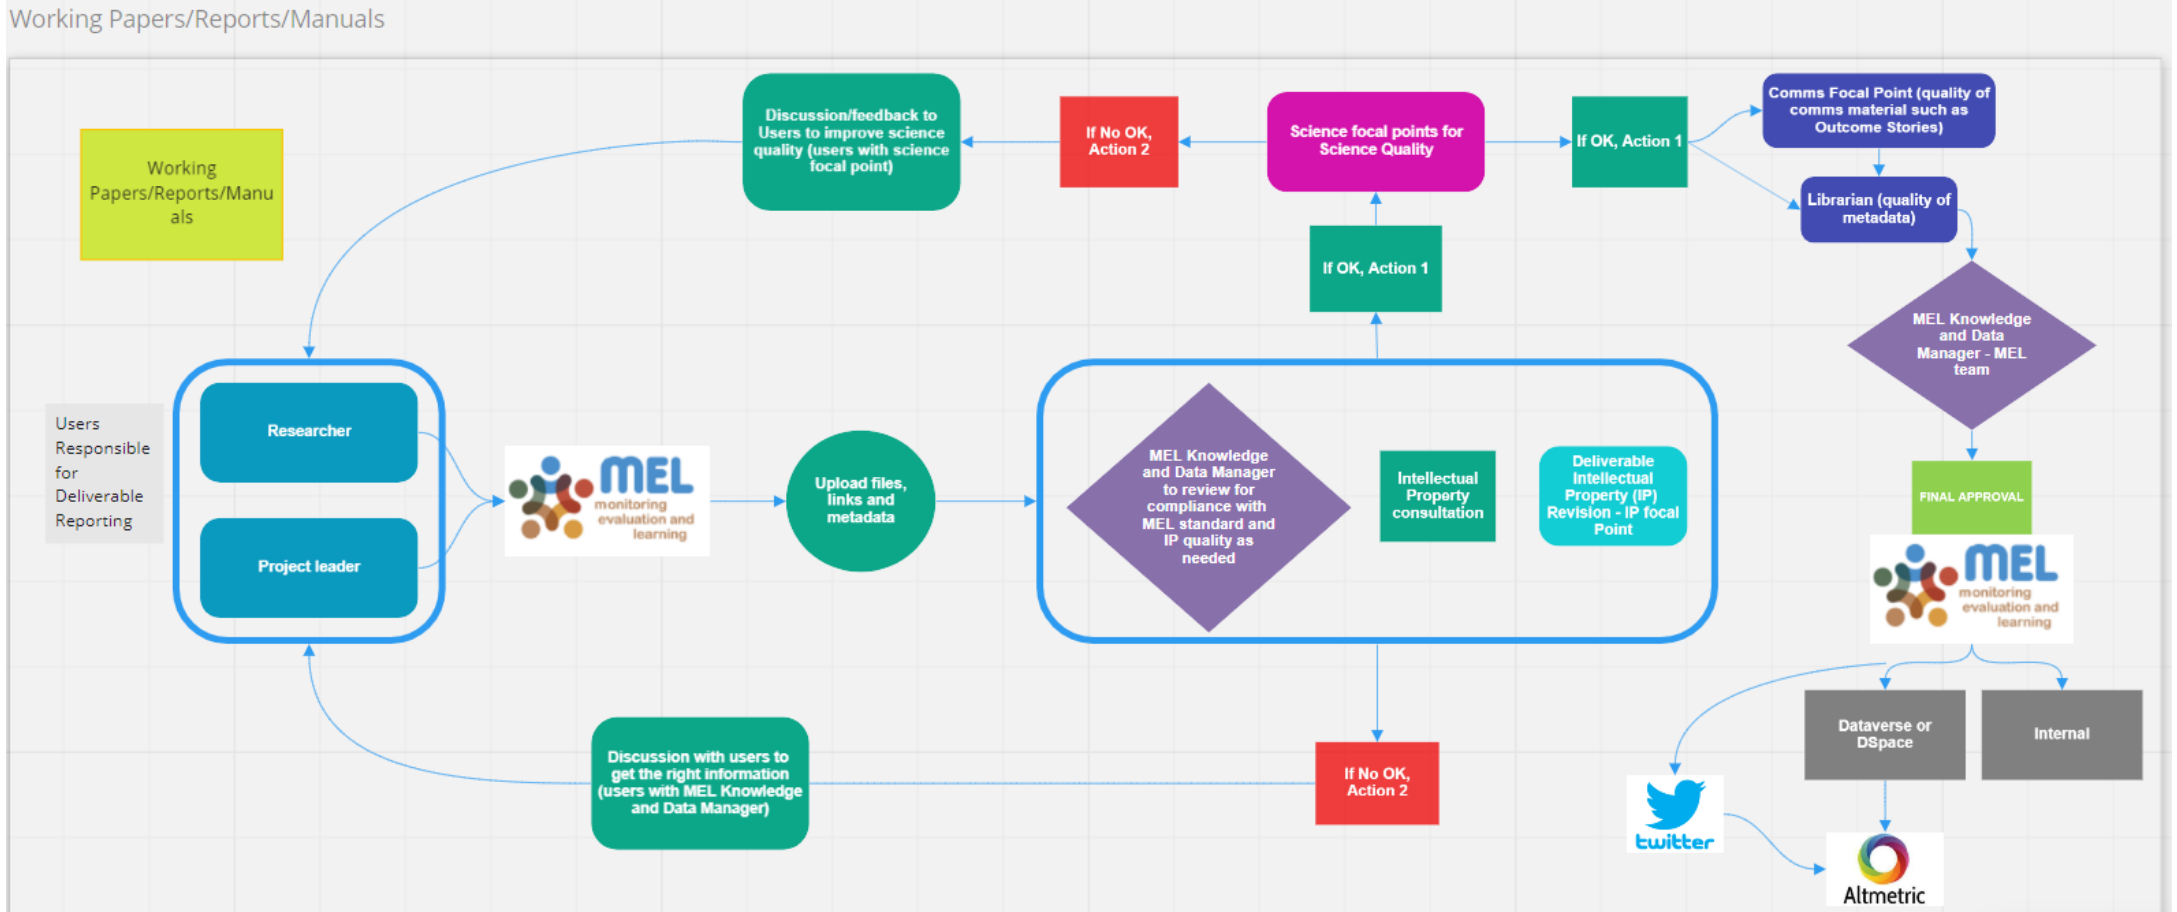 Working Papers/Reports/Manuals
Working
Papers/Reports/Manu
als
Discussion/feedback to
Users to improve science
quality (users with science
focal point)
If No OK,
Action 2
Science focal points for
Science Quality
If OK, Action 1
Comms Focal Point (quality of
comms material such as
Outcome Stories)
Librarian (quality of
metadata)
If OK, Action 1
MEL Knowledge
and Data
Manager - MEL
team
Users
Responsible
for
Deliverable
Reporting
Researcher
Project leader
MEL
monitoring
evaluation and
learning
Upload files,
links and
metadata
MEL Knowledge
and Data Manager
to review for
compliance with
MEL standard and
IP quality as
needed
Intellectual
Property
consultation
Deliverable
Intellectual
Property (IP)
Revision - IP focal
Point
FINAL APPROVAL
MEL
monitoring
evaluation and
learning
Discussion with users to
get the right information
(users with MEL Knowledge
and Data Manager)
If No OK,
Action 2
Dataverse or
DSpace
Internal
twitter
Altmetric